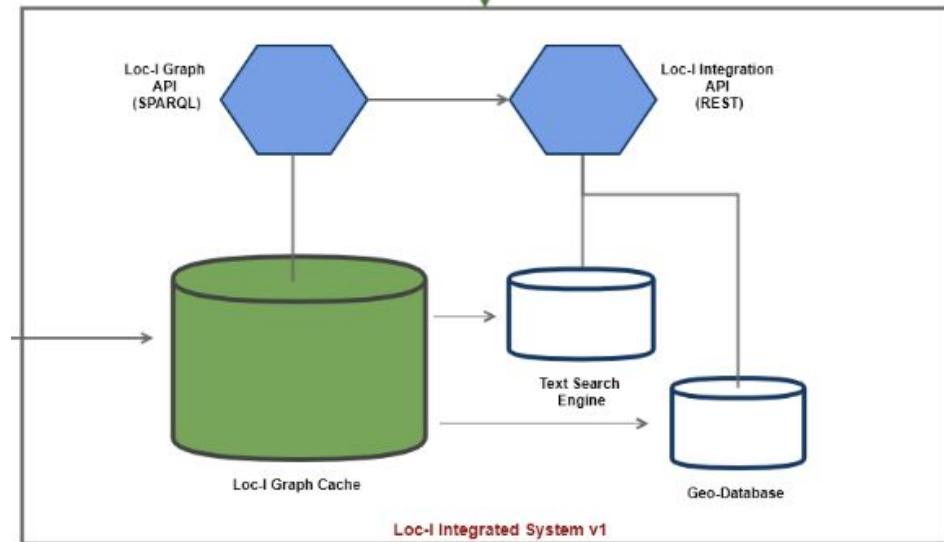 Loc-I Graph
API
(SPARQL)
Loc-I Integration
API
(REST)
Text Search
Engine
Loc-I Graph Cache
Geo-Database
Loc-I Integrated System v1